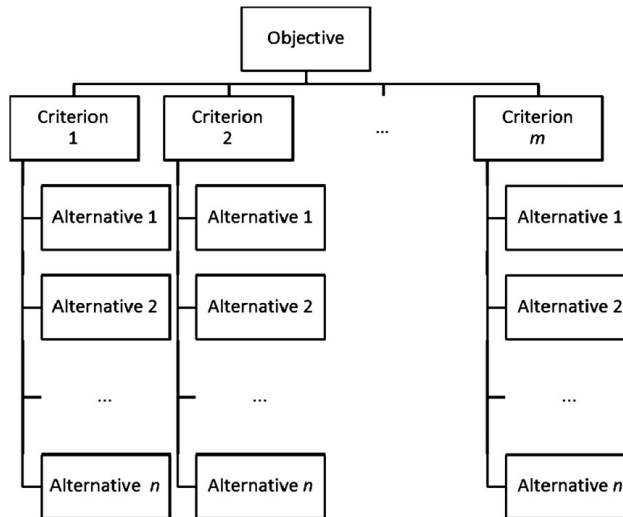 Objective
Criterion
1
Criterion
2
...
Criterion
m
Alternative 1
Alternative 1
Alternative 1
Alternative 2
Alternative 2
Alternative 2
...
...
...
Alternative n
Alternative n
Alternative n